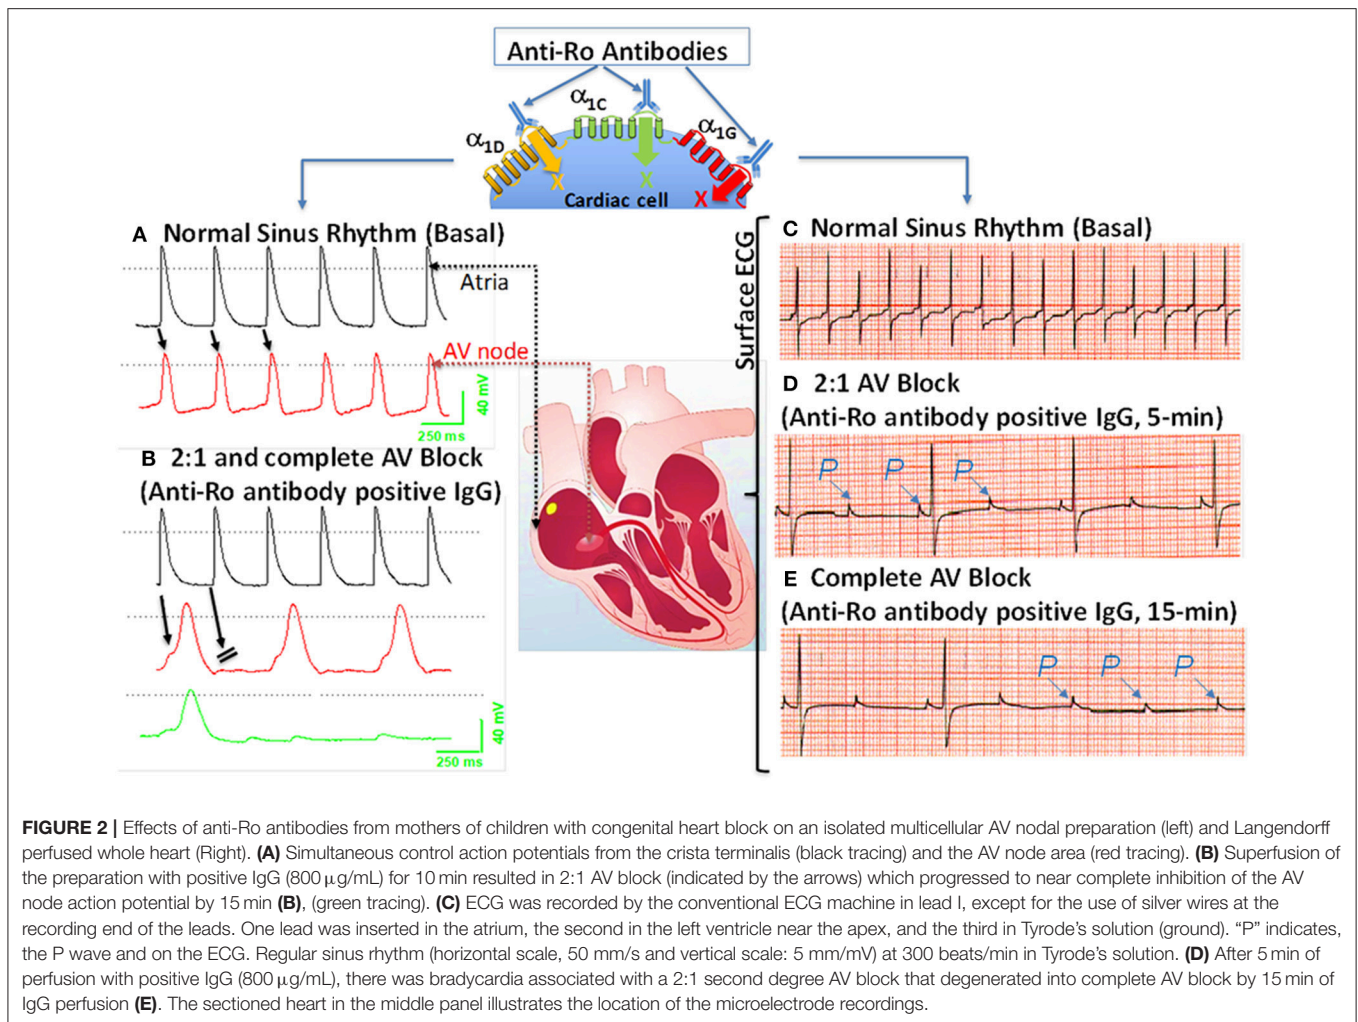 Anti-Ro Antibodies
α1C
α1D
α1G
X
X
X
Cardiac cell
A Normal Sinus Rhythm (Basal)
Atria
AV node
40 mV
250 ms
B 2:1 and complete AV Block
(Anti-Ro antibody positive IgG)
40 mV
250 ms
Surface ECG
C Normal Sinus Rhythm (Basal)
D 2:1 AV Block
(Anti-Ro antibody positive IgG, 5-min)
P P P
E Complete AV Block
(Anti-Ro antibody positive IgG, 15-min)
P P P
FIGURE 2 | Effects of anti-Ro antibodies from mothers of children with congenital heart block on an isolated multicellular AV nodal preparation (left) and Langendorff
perfused whole heart (Right). (A) Simultaneous control action potentials from the crista terminalis (black tracing) and the AV node area (red tracing). (B) Superfusion of
the preparation with positive IgG (800 μg/mL) for 10 min resulted in 2:1 AV block (indicated by the arrows) which progressed to near complete inhibition of the AV
node action potential by 15 min (B), (green tracing). (C) ECG was recorded by the conventional ECG machine in lead I, except for the use of silver wires at the
recording end of the leads. One lead was inserted in the atrium, the second in the left ventricle near the apex, and the third in Tyrode's solution (ground). “P” indicates,
the P wave and on the ECG. Regular sinus rhythm (horizontal scale, 50 mm/s and vertical scale: 5 mm/mV) at 300 beats/min in Tyrode's solution. (D) After 5 min of
perfusion with positive IgG (800 μg/mL), there was bradycardia associated with a 2:1 second degree AV block that degenerated into complete AV block by 15 min of
IgG perfusion (E). The sectioned heart in the middle panel illustrates the location of the microelectrode recordings.